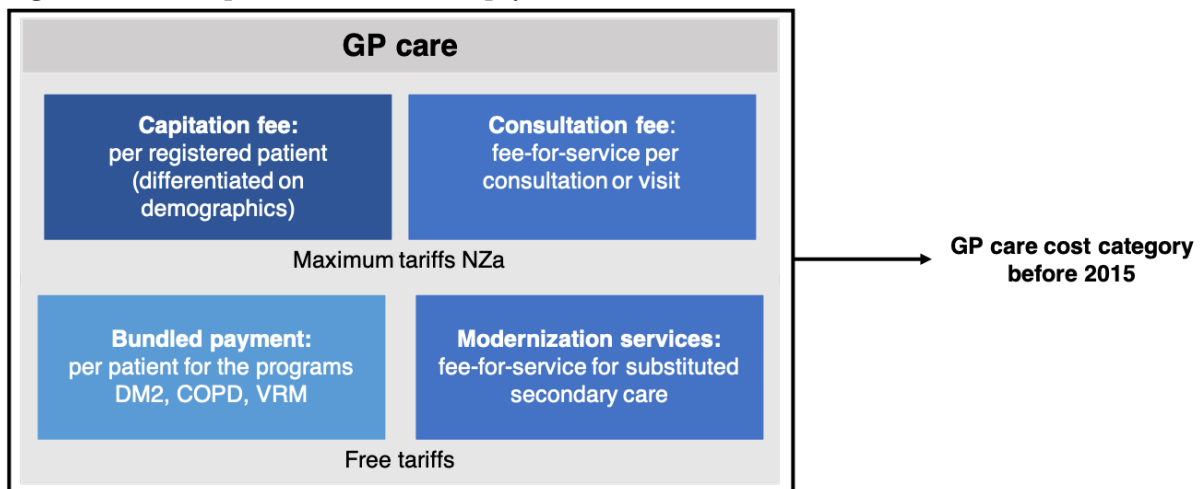 GP care
Capitation fee:
per registered patient
(differentiated on
demographics)
Consultation fee:
fee-for-service per
consultation or visit
Maximum tariffs NZa
Bundled payment:
per patient for the programs
DM2, COPD, VRM
Modernization services:
fee-for-service for substituted
secondary care
Free tariffs
GP care cost category
before 2015